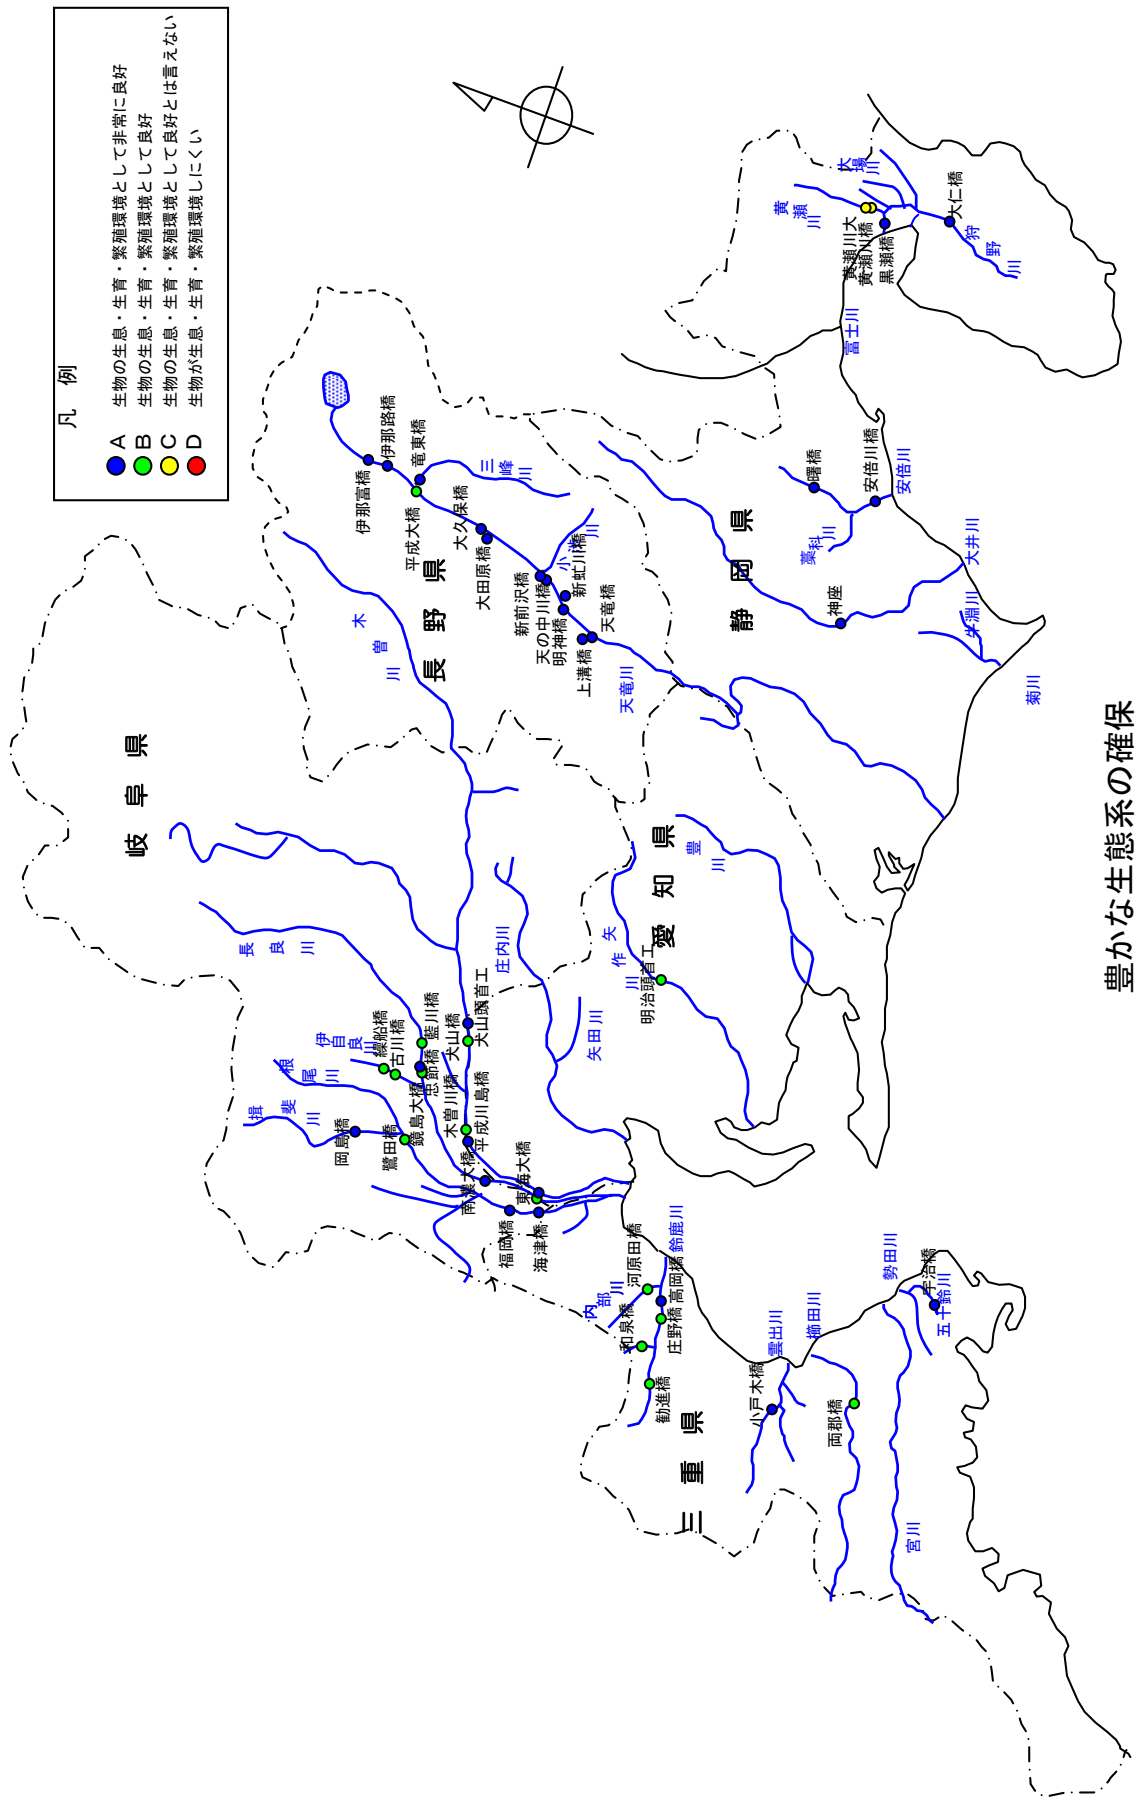 凡 例
A 生物の生息・生育・繁殖環境として非常に良好
B 生物の生息・生育・繁殖環境として良好
C 生物の生息・生育・繁殖環境として良好とは言えない
D 生物が生息・生育・繁殖環境しにくい
岐 阜 県
長 野 県
静 岡 県
愛 知 県
三 重 県
伊那富橋
伊那路橋
竜東橋
平成大橋
三峰川
大久保橋
大田原橋
新前沢橋
天の中川橋
新虹川橋
明神橋
天竜橋
上溝橋
天竜川
木曽川
長良川
伊自良川
根尾川
揖斐川
繰船橋
古川橋
藍川橋
忠節橋
鏡島大橋
鷺田橋
岡島橋
犬山橋
犬山頭首工
木曽川橋
平成川島橋
南濃大橋
東海大橋
福岡橋
海津橋
庄内川
矢田川
矢作川
明治頭首工
豊川
黄瀬川
大場川
黄瀬川大
黄瀬川橋
黒瀬橋
大仁橋
狩野川
富士川
曙橋
安倍川橋
安倍川
藁科川
大井川
神座
牛淵川
菊川
河原田橋
鈴鹿川
高岡橋
内部川
和泉橋
庄野橋
勧進橋
雲出川
小戸木橋
櫛田川
両郡橋
勢田川
宇治橋
五十鈴川
宮川
豊かな生態系の確保